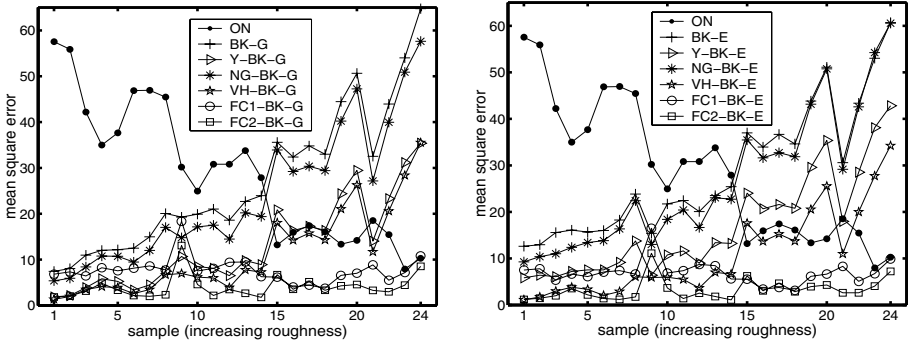 60
50
40
30
20
10
0
mean square error
ON
BK-G
Y-BK-G
NG-BK-G
VH-BK-G
FC1-BK-G
FC2-BK-G
1 5 10 15 20 24
sample (increasing roughness)
60
50
40
30
20
10
0
mean square error
ON
BK-E
Y-BK-E
NG-BK-E
VH-BK-E
FC1-BK-E
FC2-BK-E
1 5 10 15 20 24
sample (increasing roughness)